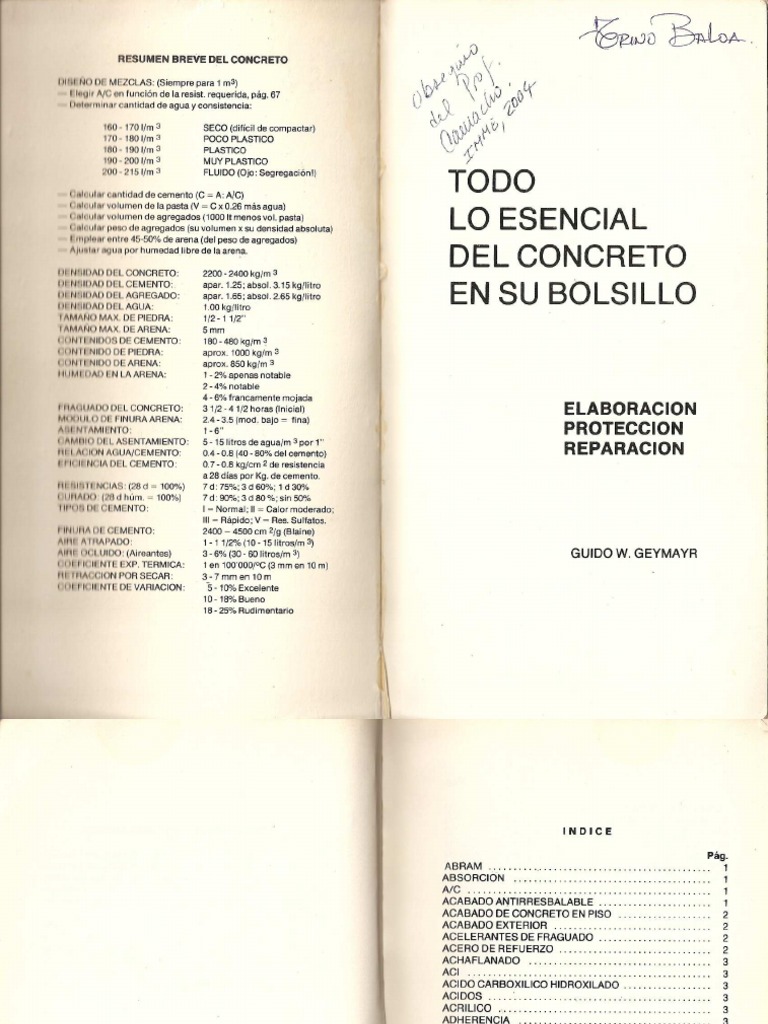 RESUMEN BREVE DEL CONCRETO
DISEÑO DE MEZCLAS: (Siempre para 1 m³)
— Elegir A/C en función de la resist. requerida, pág. 67
— Determinar cantidad de agua y consistencia:
160 - 170 l/m ³ SECO (difícil de compactar)
170 - 180 l/m ³ POCO PLASTICO
180 - 190 l/m ³ PLASTICO
190 - 200 l/m ³ MUY PLASTICO
200 - 215 l/m ³ FLUIDO (Ojo: Segregación!)
— Calcular cantidad de cemento (C = A: A/C)
— Calcular volumen de la pasta (V = C x 0.26 más agua)
— Calcular volumen de agregados (1000 lt menos vol. pasta)
— Calcular peso de agregados (su volumen x su densidad absoluta)
— Emplear entre 45-50% de arena (del peso de agregados)
— Ajustar agua por humedad libre de la arena.
DENSIDAD DEL CONCRETO: 2200 - 2400 kg/m ³
DENSIDAD DEL CEMENTO: apar. 1.25; absol. 3.15 kg/litro
DENSIDAD DEL AGREGADO: apar. 1.65; absol. 2.65 kg/litro
DENSIDAD DEL AGUA: 1.00 kg/litro
TAMAÑO MAX. DE PIEDRA: 1/2 - 1 1/2"
TAMAÑO MAX. DE ARENA: 5 mm
CONTENIDOS DE CEMENTO: 180 - 480 kg/m ³
CONTENIDO DE PIEDRA: aprox. 1000 kg/m ³
CONTENIDO DE ARENA: aprox. 850 kg/m ³
HUMEDAD EN LA ARENA: 1 - 2% apenas notable
2 - 4% notable
4 - 6% francamente mojada
FRAGUADO DEL CONCRETO: 3 1/2 - 4 1/2 horas (Inicial)
MODULO DE FINURA ARENA: 2.4 - 3.5 (mod. bajo = fina)
ASENTAMIENTO: 1 - 6"
CAMBIO DEL ASENTAMIENTO: 5 - 15 litros de agua/m ³ por 1"
RELACION AGUA/CEMENTO: 0.4 - 0.8 (40 - 80% del cemento)
EFICIENCIA DEL CEMENTO: 0.7 - 0.8 kg/cm ² de resistencia
a 28 días por Kg. de cemento.
RESISTENCIAS: (28 d = 100%) 7 d: 75%; 3 d 60%; 1 d 30%
CURADO: (28 d húm. = 100%) 7 d: 90%; 3 d 80 %; sin 50%
TIPOS DE CEMENTO: I = Normal; II = Calor moderado;
III = Rápido; V = Res. Sulfatos.
FINURA DE CEMENTO: 2400 — 4500 cm ²/g (Blaine)
AIRE ATRAPADO: 1 - 1 1/2% (10 - 15 litros/m ³)
AIRE OCLUIDO: (Aireantes) 3 - 6% (30 - 60 litros/m ³)
COEFICIENTE EXP. TERMICA: 1 en 100'000/ºC (3 mm en 10 m)
RETRACCION POR SECAR: 3 - 7 mm en 10 m
COEFICIENTE DE VARIACION: 5 - 10% Excelente
10 - 18% Bueno
18 - 25% Rudimentario
Torino Baloa.
Obsequio
del Prof.
Camacho.
IMME, 2004
TODO
LO ESENCIAL
DEL CONCRETO
EN SU BOLSILLO
ELABORACION
PROTECCION
REPARACION
GUIDO W. GEYMAYR
INDICE
Pág.
ABRAM 1
ABSORCION 1
A/C 1
ACABADO ANTIRRESBALABLE 1
ACABADO DE CONCRETO EN PISO 2
ACABADO EXTERIOR 2
ACELERANTES DE FRAGUADO 2
ACERO DE REFUERZO 2
ACHAFLANADO 3
ACI 3
ACIDO CARBOXILICO HIDROXILADO 3
ACIDOS 3
ACRILICO 3
ADHERENCIA 3